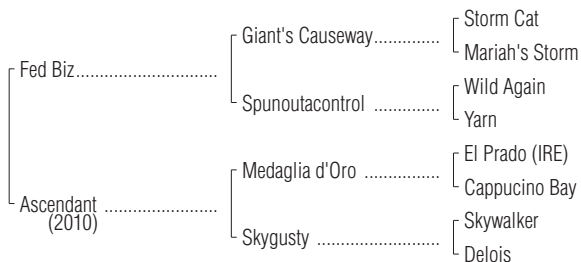 Storm Cat
Giant's Causeway..............
Mariah's Storm
Fed Biz..............................
Wild Again
Spunoutacontrol ..............
Yarn
El Prado (IRE)
Medaglia d'Oro ................
Cappucino Bay
Ascendant ........................
(2010)
Skywalker
Skygusty ..........................
Delois